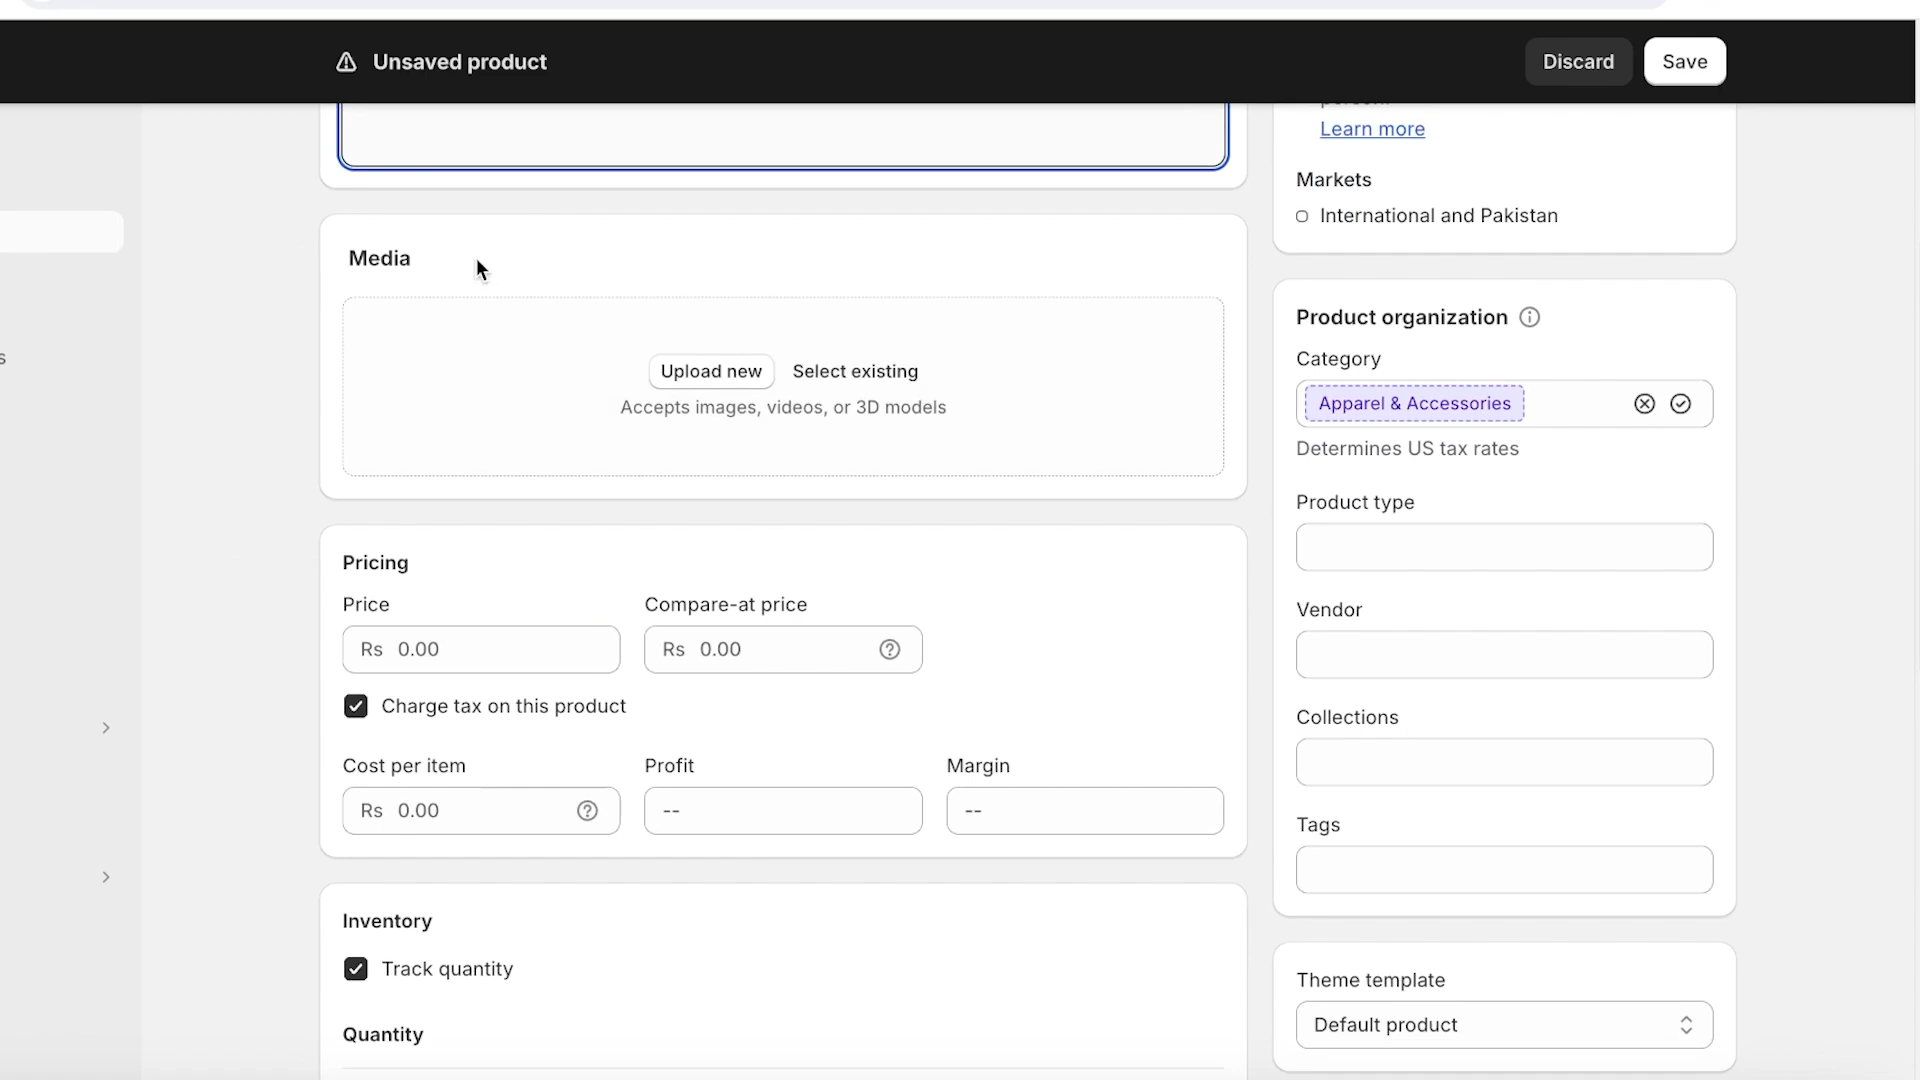 Unsaved product
Discard
Save
Learn more
Markets
International and Pakistan
Media
Upload new
Select existing
Accepts images, videos, or 3D models
Product organization
Category
Apparel & Accessories
Determines US tax rates
Product type
Vendor
Collections
Tags
Pricing
Price
Compare-at price
Rs 0.00
Rs 0.00
Charge tax on this product
Cost per item
Profit
Margin
Rs 0.00
--
--
Inventory
Track quantity
Quantity
Theme template
Default product